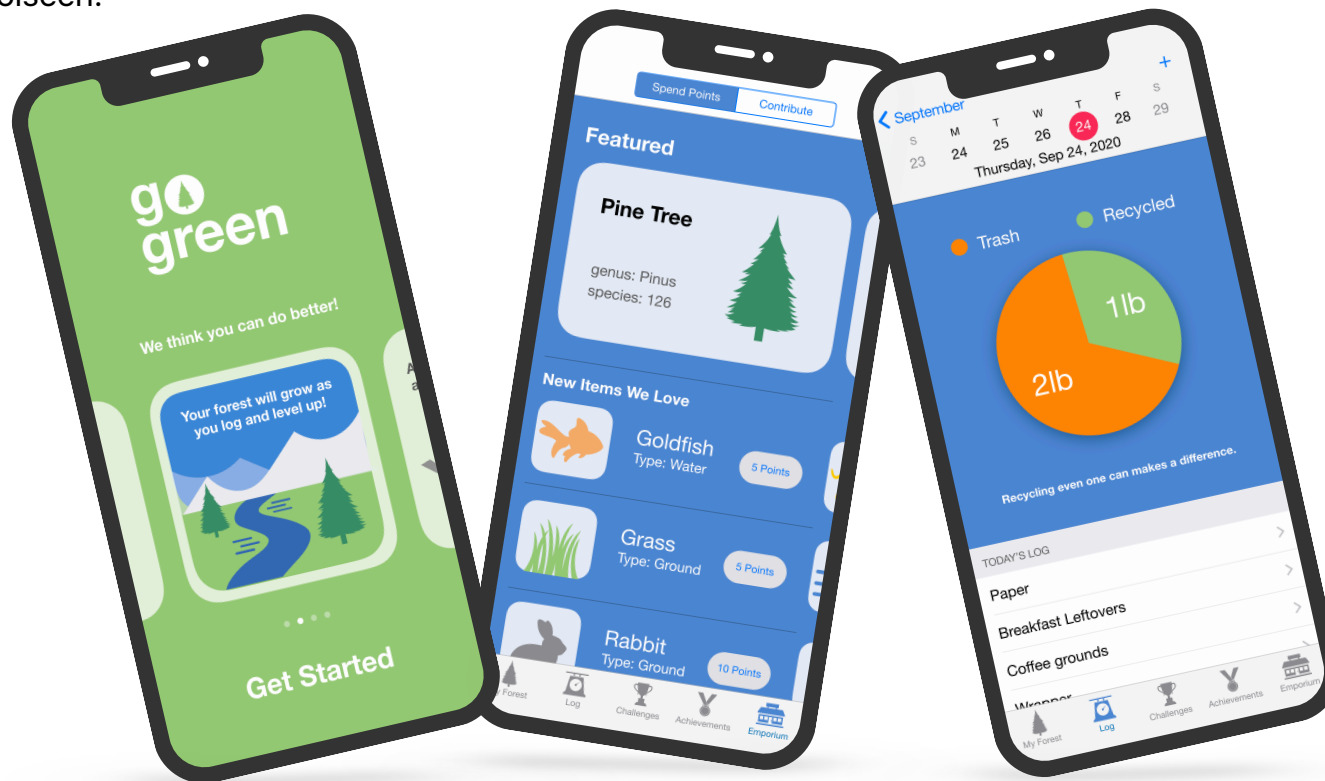 go
green
We think you can do better!
Your forest will grow as
you log and level up!
Get Started
Spend Points
Contribute
Featured
Pine Tree
genus: Pinus
species: 126
New Items We Love
Goldfish
Type: Water
5 Points
Grass
Type: Ground
5 Points
Rabbit
Type: Ground
10 Points
My Forest
Log
Challenges
Achievements
Emporium
September
+
S M T W T F S
23 24 25 26 24 28 29
Thursday, Sep 24, 2020
Trash
Recycled
1lb
2lb
Recycling even one can makes a difference.
TODAY'S LOG
Paper
Breakfast Leftovers
Coffee grounds
Wrapper
My Forest
Log
Challenges
Achievements
Emporium